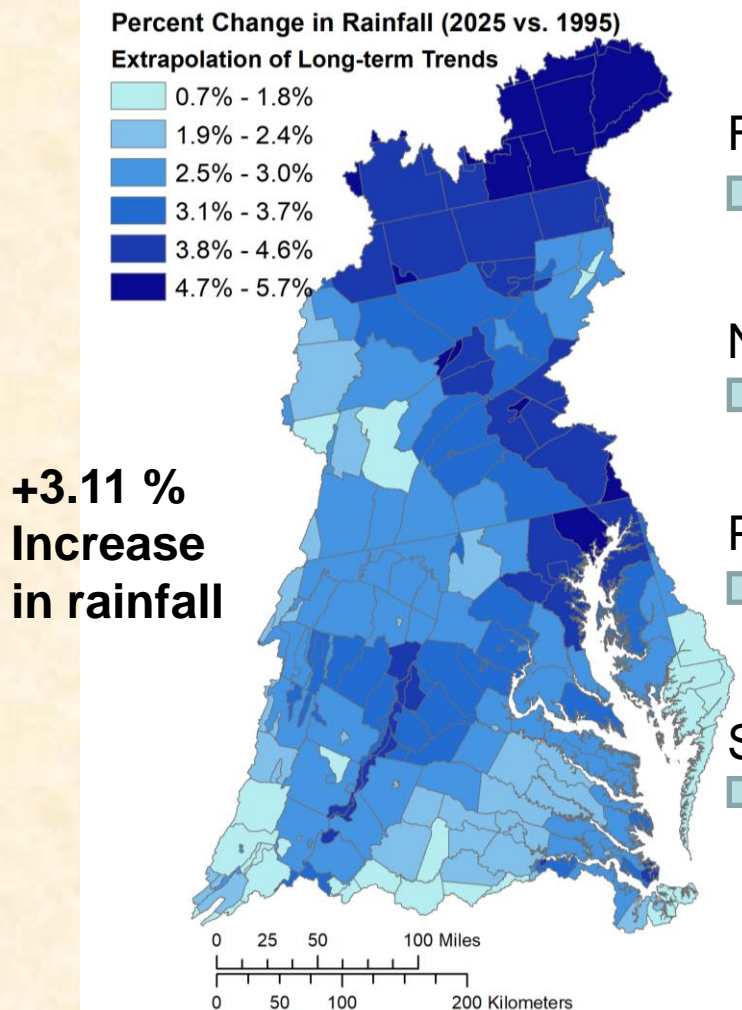 Percent Change in Rainfall (2025 vs. 1995)
Extrapolation of Long-term Trends
0.7% - 1.8%
1.9% - 2.4%
2.5% - 3.0%
3.1% - 3.7%
3.8% - 4.6%
4.7% - 5.7%
+3.11 %
Increase
in rainfall
0 25 50 100 Miles
0 50 100 200 Kilometers